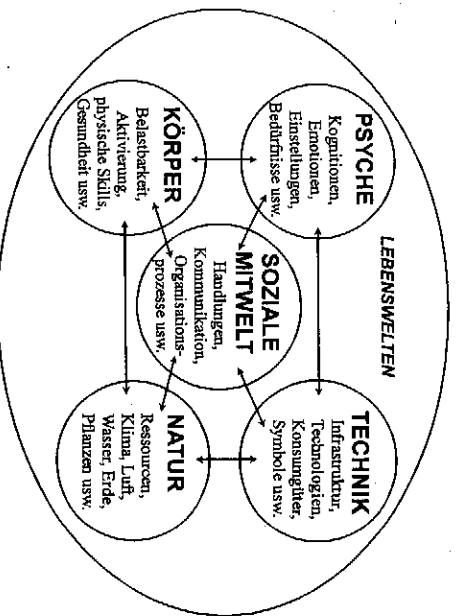 LEBENSWELTEN
PSYCHE
Kognitionen,
Emotionen,
Einstellungen,
Bedürfnisse usw.
TECHNIK
Infrastruktur,
Technologien,
Konsumgüter,
Symbole usw.
SOZIALE
MITWELT
Handlungen,
Kommunikation,
Organisations-
prozesse usw.
KÖRPER
Belastbarkeit,
Aktivierung,
physische Skills,
Gesundheit usw.
NATUR
Ressourcen,
Klima, Luft,
Wasser, Erde,
Pflanzen usw.